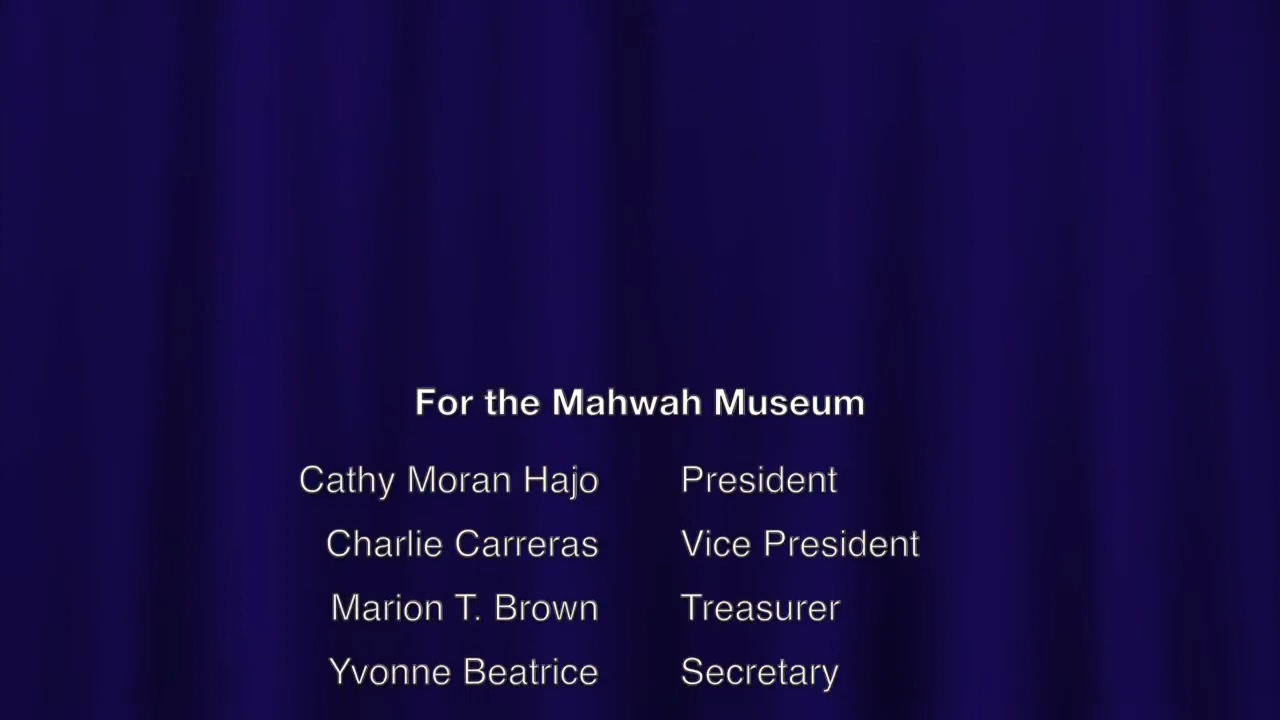 For the Mahwah Museum
Cathy Moran Hajo President
Charlie Carreras Vice President
Marion T. Brown Treasurer
Yvonne Beatrice Secretary